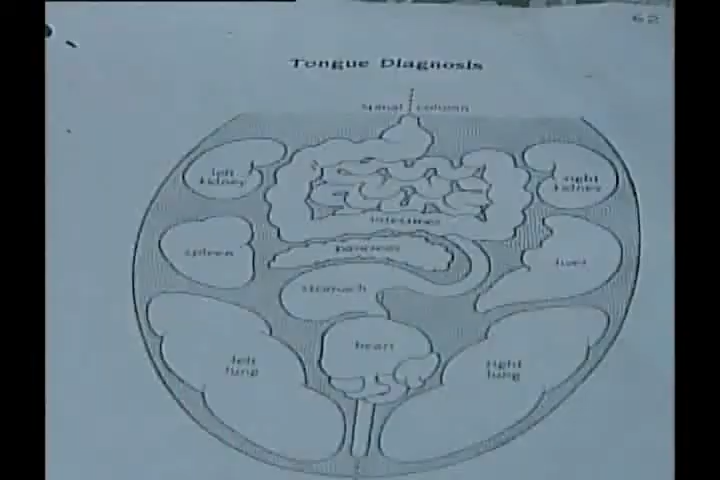 62
Tongue Diagnosis
spinal column
left
kidney
right
kidney
intestines
spleen
pancreas
liver
stomach
heart
left
lung
right
lung